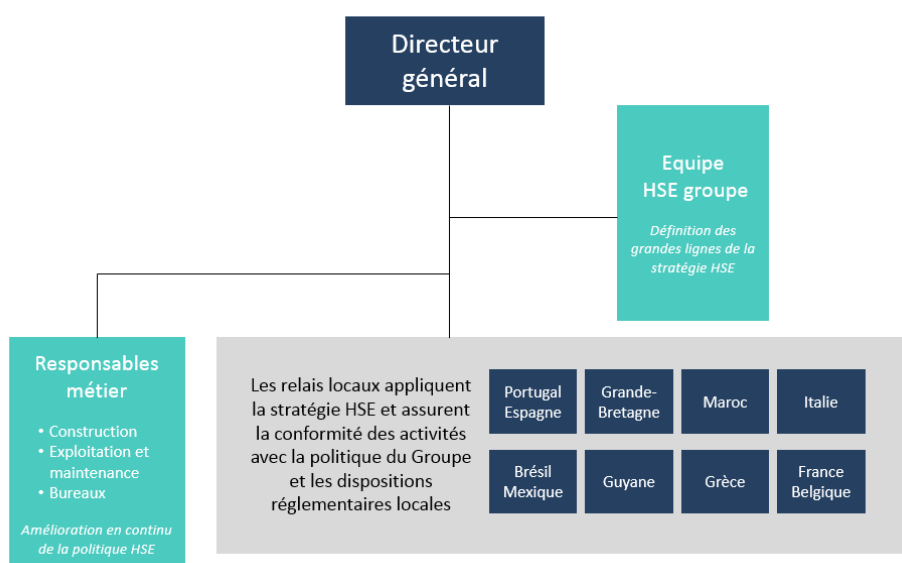 Directeur
général
Equipe
HSE groupe
Définition des
grandes lignes de la
stratégie HSE
Responsables
métier
• Construction
• Exploitation et
maintenance
• Bureaux
Amélioration en continu
de la politique HSE
Les relais locaux appliquent
la stratégie HSE et assurent
la conformité des activités
avec la politique du Groupe
et les dispositions
réglementaires locales
Portugal
Espagne
Grande-
Bretagne
Maroc
Italie
Brésil
Mexique
Guyane
Grèce
France
Belgique